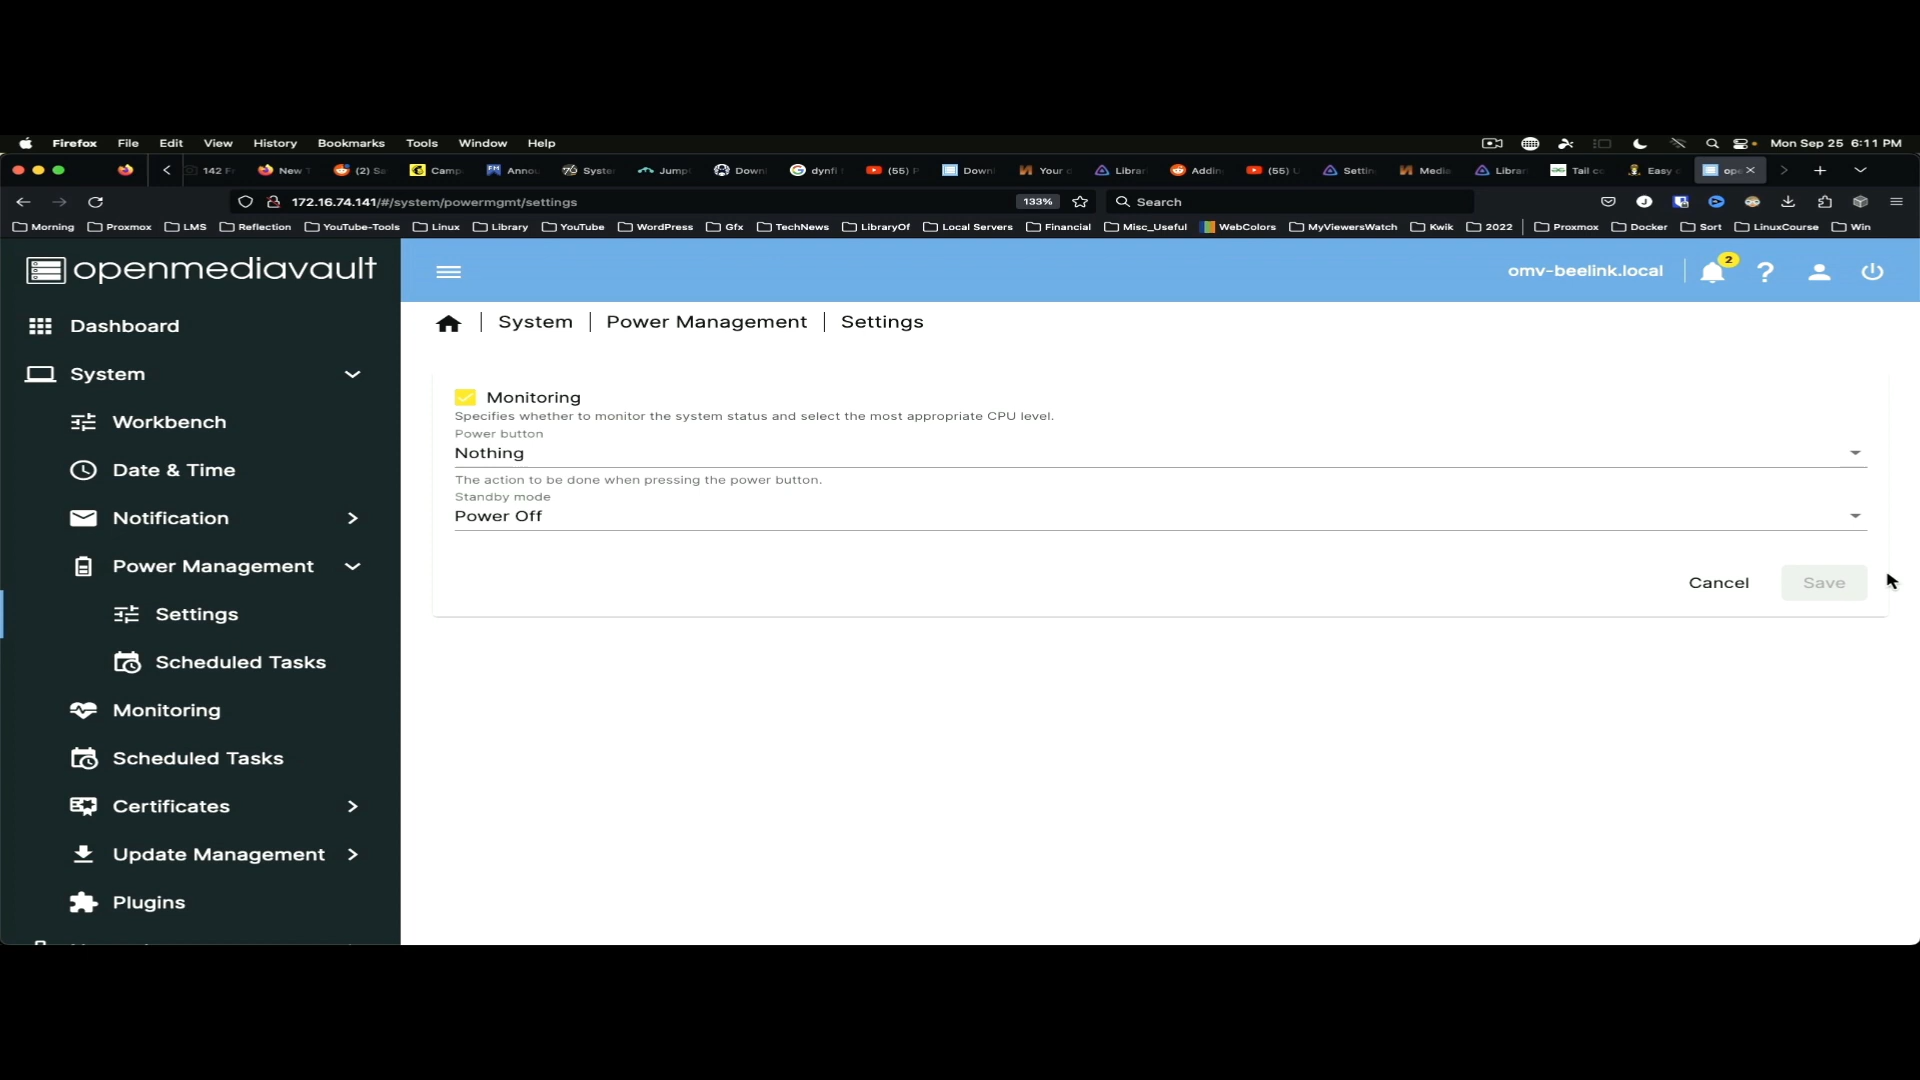 Firefox File Edit View History Bookmarks Tools Window Help Mon Sep 25 6:11 PM
142 F New (2) Sa Camp Annou Syste Jump Down dynfi (55) F Down Your Librar Addin (55) U Settin Media Librar Tail co Easy op
172.16.74.141/#/system/powermgmt/settings 133% Search
Morning Proxmox LMS Reflection YouTube-Tools Linux Library YouTube WordPress Gfx TechNews LibraryOf Local Servers Financial Misc_Useful WebColors MyViewersWatch Kwik 2022 Proxmox Docker Sort LinuxCourse Win
openmediavault
omv-beelink.local 2
Dashboard
System
Workbench
Date & Time
Notification
Power Management
Settings
Scheduled Tasks
Monitoring
Scheduled Tasks
Certificates
Update Management
Plugins
System | Power Management | Settings
Monitoring
Specifies whether to monitor the system status and select the most appropriate CPU level.
Power button
Nothing
The action to be done when pressing the power button.
Standby mode
Power Off
Cancel Save